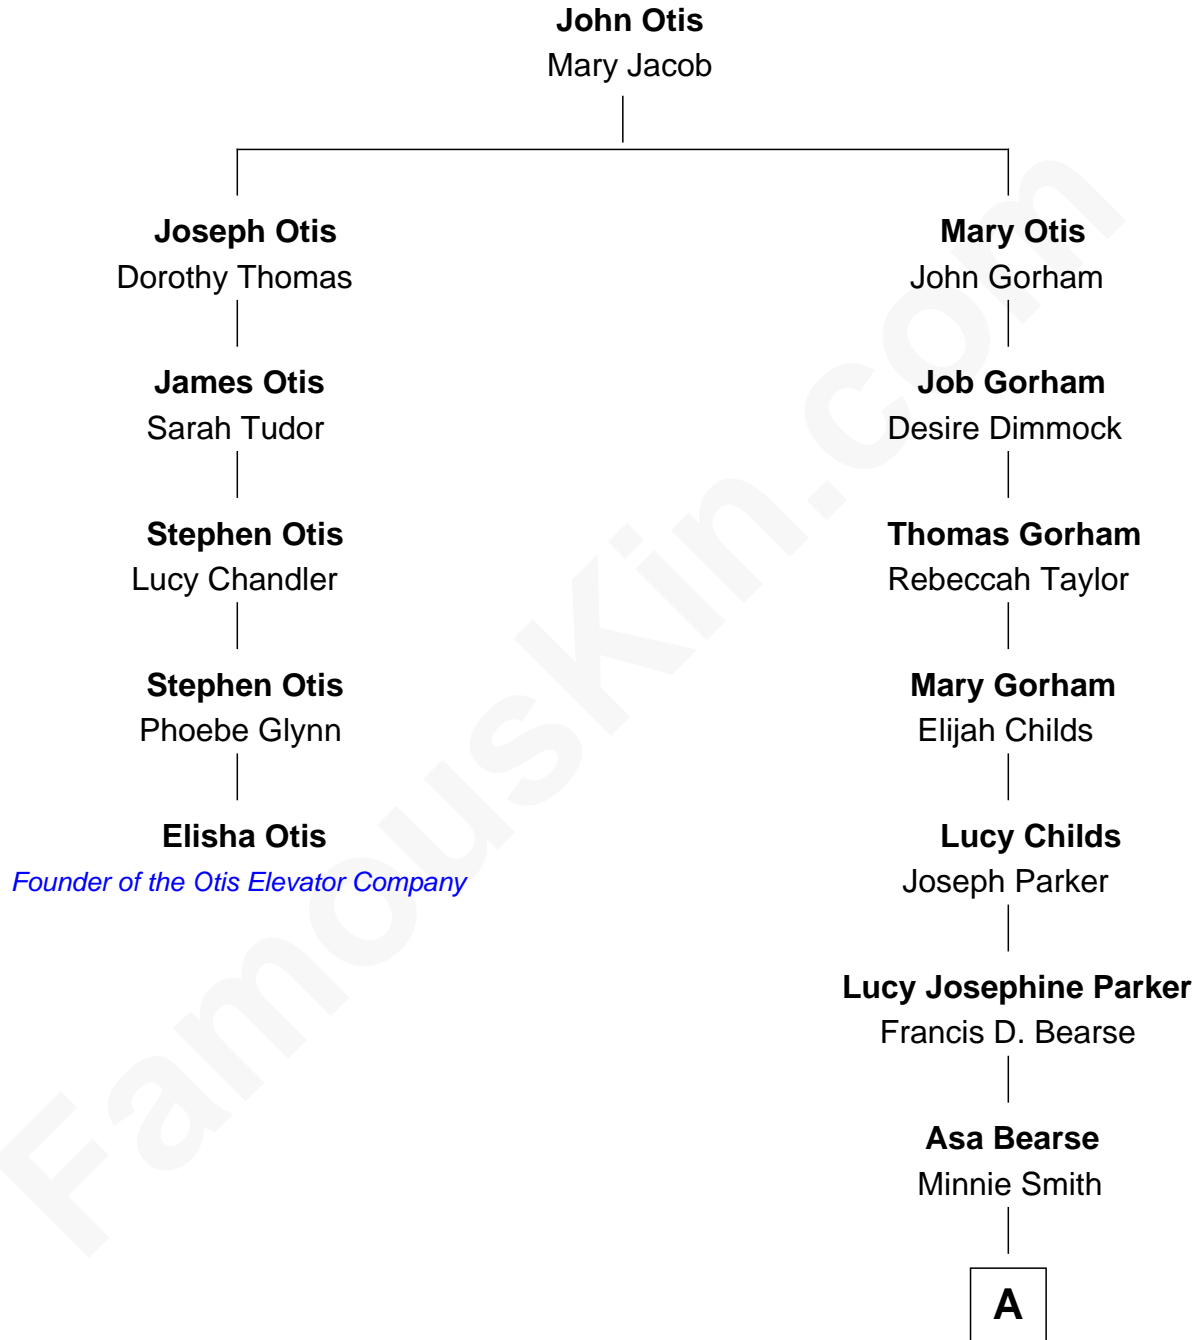 John Otis
Mary Jacob
Joseph Otis
Dorothy Thomas
James Otis
Sarah Tudor
Stephen Otis
Lucy Chandler
Stephen Otis
Phoebe Glynn
Elisha Otis
Founder of the Otis Elevator Company
Mary Otis
John Gorham
Job Gorham
Desire Dimmock
Thomas Gorham
Rebeccah Taylor
Mary Gorham
Elijah Childs
Lucy Childs
Joseph Parker
Lucy Josephine Parker
Francis D. Bearse
Asa Bearse
Minnie Smith
A
FamousKin.com